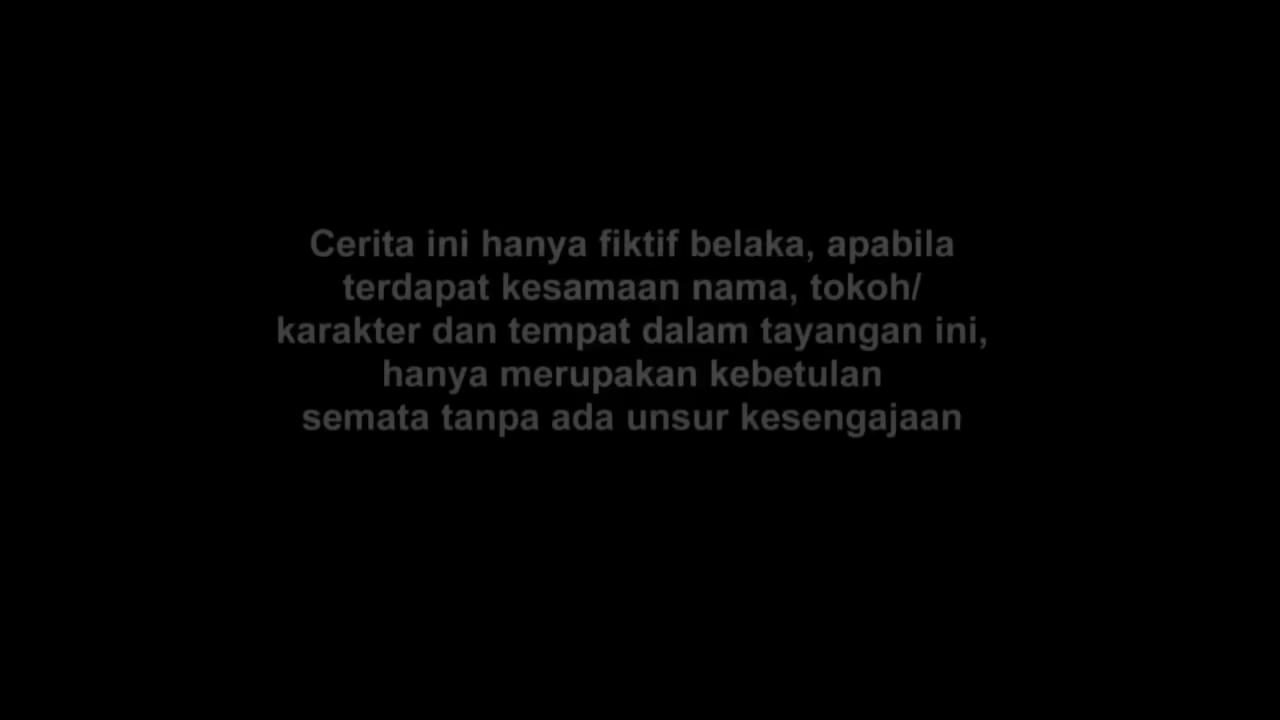 Cerita ini hanya fiktif belaka, apabila
terdapat kesamaan nama, tokoh/
karakter dan tempat dalam tayangan ini,
hanya merupakan kebetulan
semata tanpa ada unsur kesengajaan